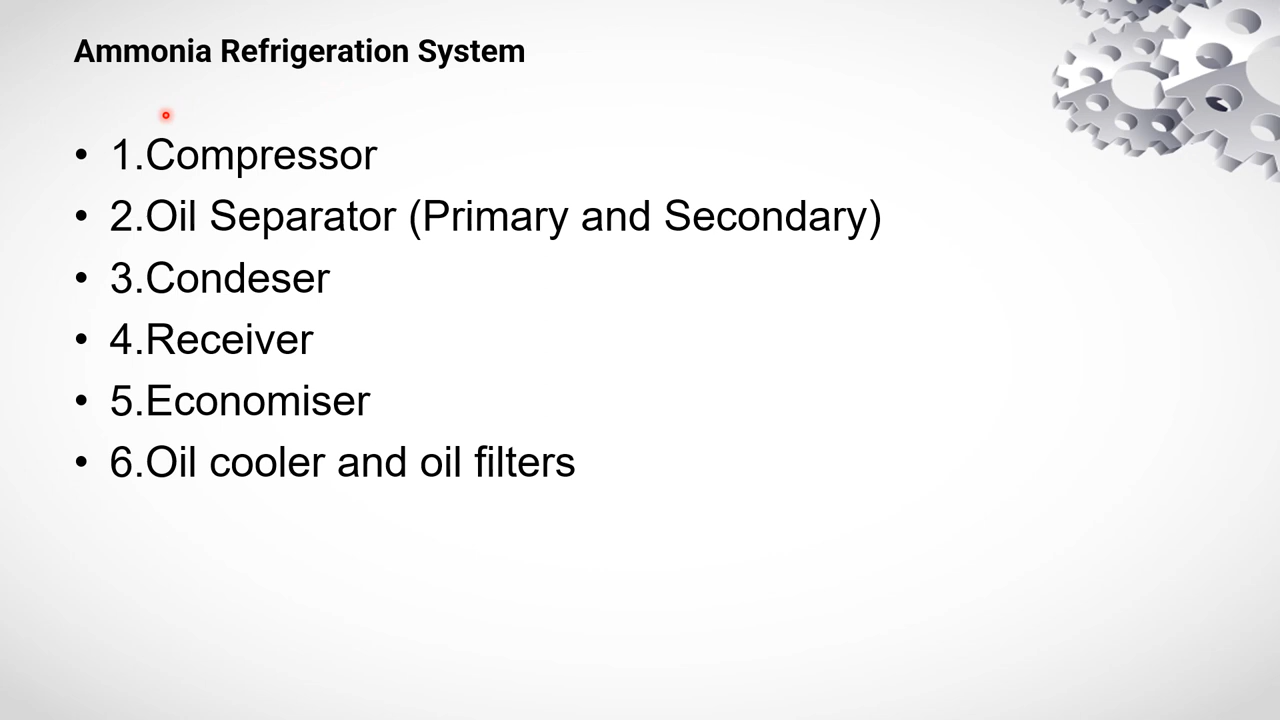 Ammonia Refrigeration System
• 1.Compressor
• 2.Oil Separator (Primary and Secondary)
• 3.Condeser
• 4.Receiver
• 5.Economiser
• 6.Oil cooler and oil filters